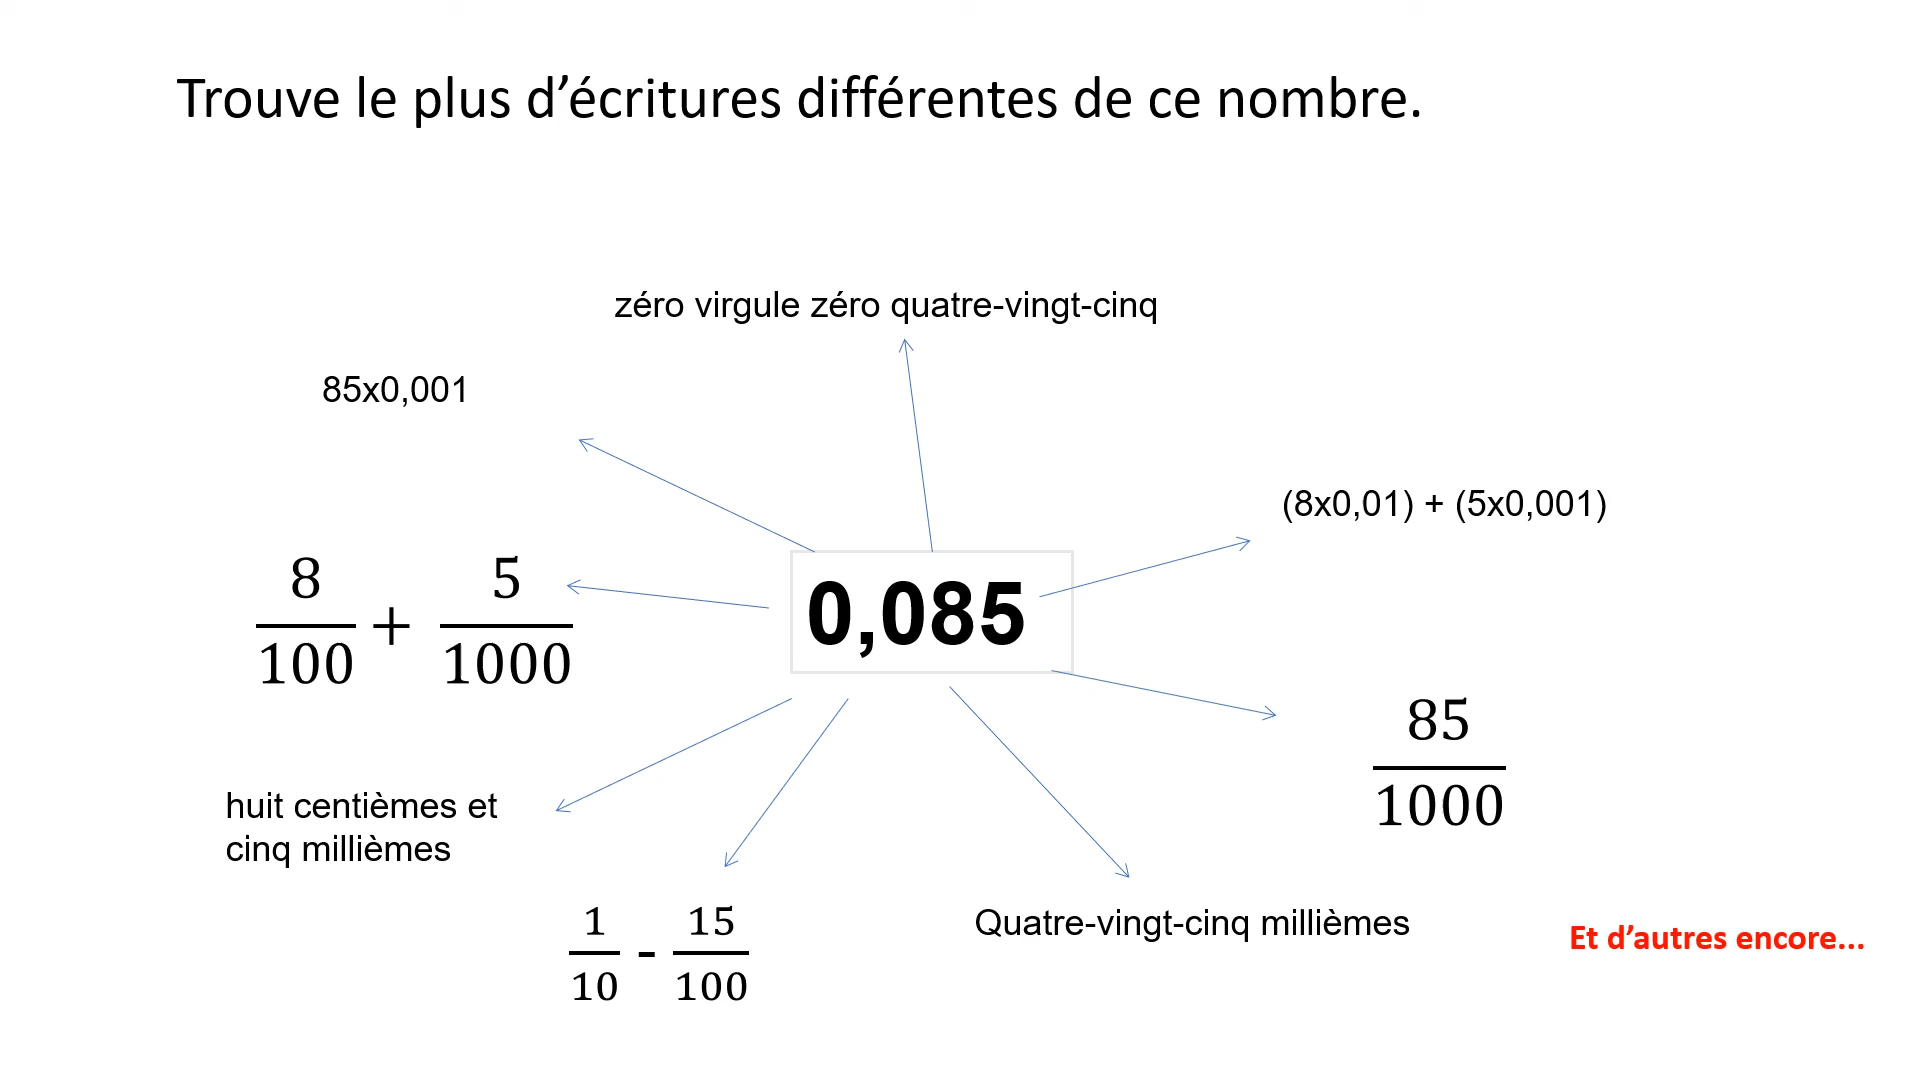 Trouve le plus d’écritures différentes de ce nombre.
zéro virgule zéro quatre-vingt-cinq
85x0,001
(8x0,01) + (5x0,001)
8/100 + 5/1000
0,085
85/1000
huit centièmes et
cinq millièmes
1/10 - 15/100
Quatre-vingt-cinq millièmes
Et d’autres encore...